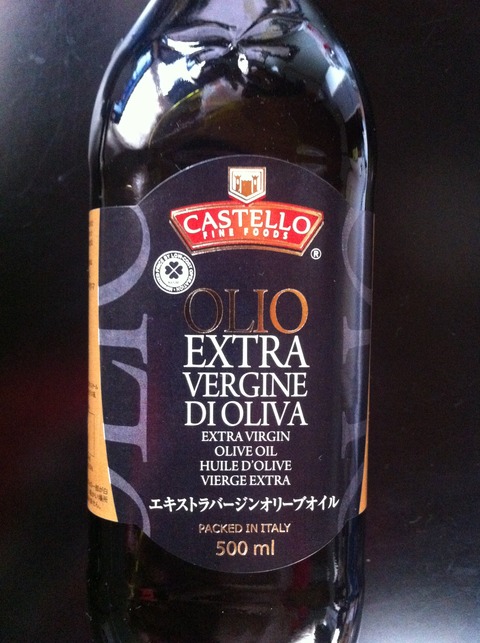 CASTELLO
FINE FOODS
®
OLIO
EXTRA
VERGINE
DI OLIVA
EXTRA VIRGIN
OLIVE OIL
HUILE D'OLIVE
VIERGE EXTRA
エキストラバージンオリーブオイル
PACKED IN ITALY
500 ml